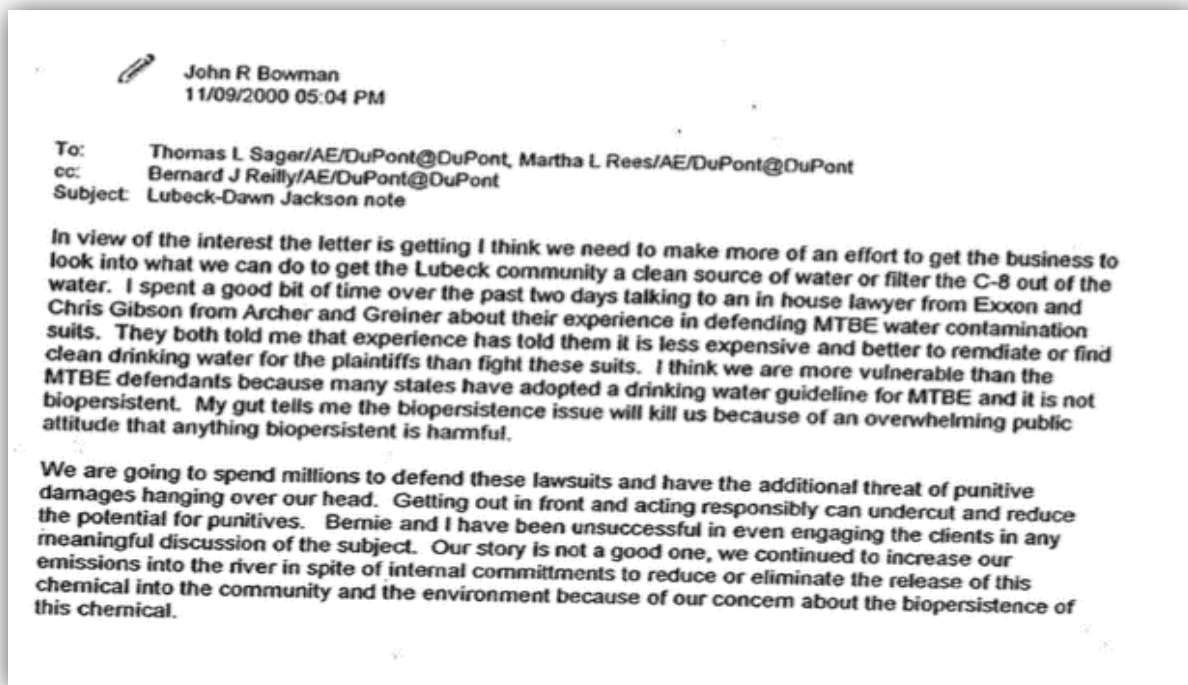 John R Bowman
11/09/2000 05:04 PM
To: Thomas L Sager/AE/DuPont@DuPont, Martha L Rees/AE/DuPont@DuPont
cc: Bernard J Reilly/AE/DuPont@DuPont
Subject: Lubeck-Dawn Jackson note
In view of the interest the letter is getting I think we need to make more of an effort to get the business to
look into what we can do to get the Lubeck community a clean source of water or filter the C-8 out of the
water. I spent a good bit of time over the past two days talking to an in house lawyer from Exxon and
Chris Gibson from Archer and Greiner about their experience in defending MTBE water contamination
suits. They both told me that experience has told them it is less expensive and better to remdiate or find
clean drinking water for the plaintiffs than fight these suits. I think we are more vulnerable than the
MTBE defendants because many states have adopted a drinking water guideline for MTBE and it is not
biopersistent. My gut tells me the biopersistence issue will kill us because of an overwhelming public
attitude that anything biopersistent is harmful.
We are going to spend millions to defend these lawsuits and have the additional threat of punitive
damages hanging over our head. Getting out in front and acting responsibly can undercut and reduce
the potential for punitives. Bernie and I have been unsuccessful in even engaging the clients in any
meaningful discussion of the subject. Our story is not a good one, we continued to increase our
emissions into the river in spite of internal committments to reduce or eliminate the release of this
chemical into the community and the environment because of our concern about the biopersistence of
this chemical.